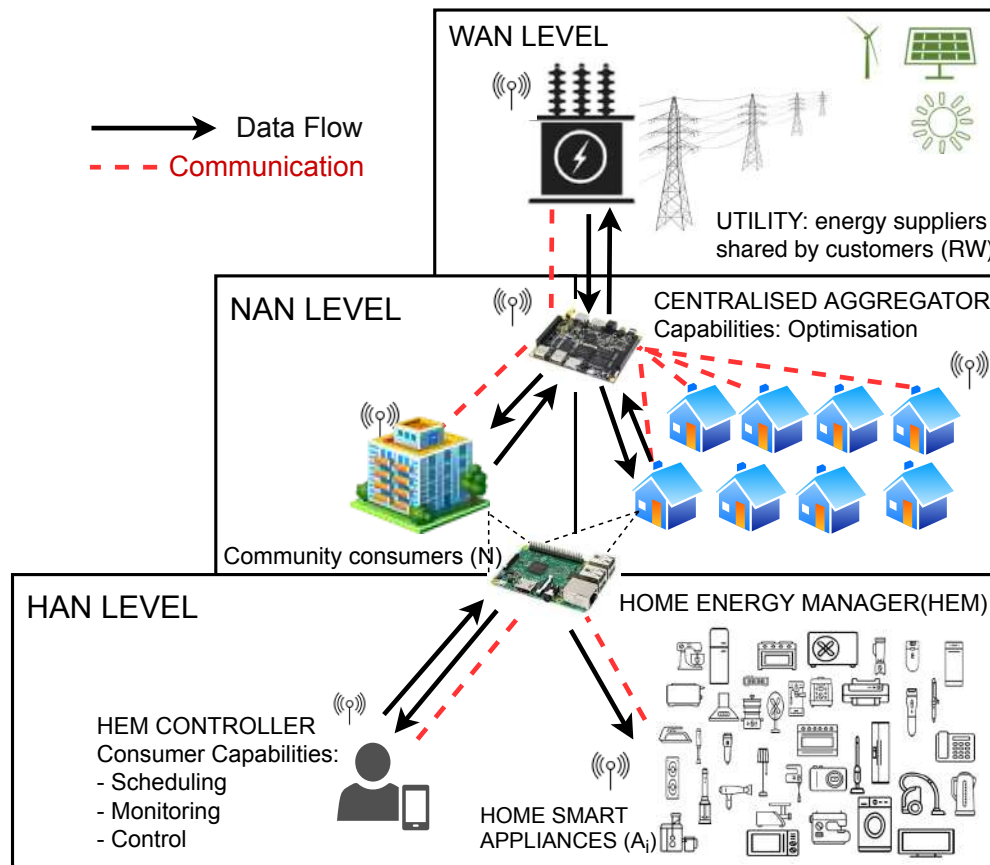 WAN LEVEL
Data Flow
Communication
UTILITY: energy suppliers
shared by customers (RW)
NAN LEVEL
CENTRALISED AGGREGATOR
Capabilities: Optimisation
Community consumers (N)
HAN LEVEL
HOME ENERGY MANAGER(HEM)
HEM CONTROLLER
Consumer Capabilities:
- Scheduling
- Monitoring
- Control
HOME SMART
APPLIANCES (Ai)